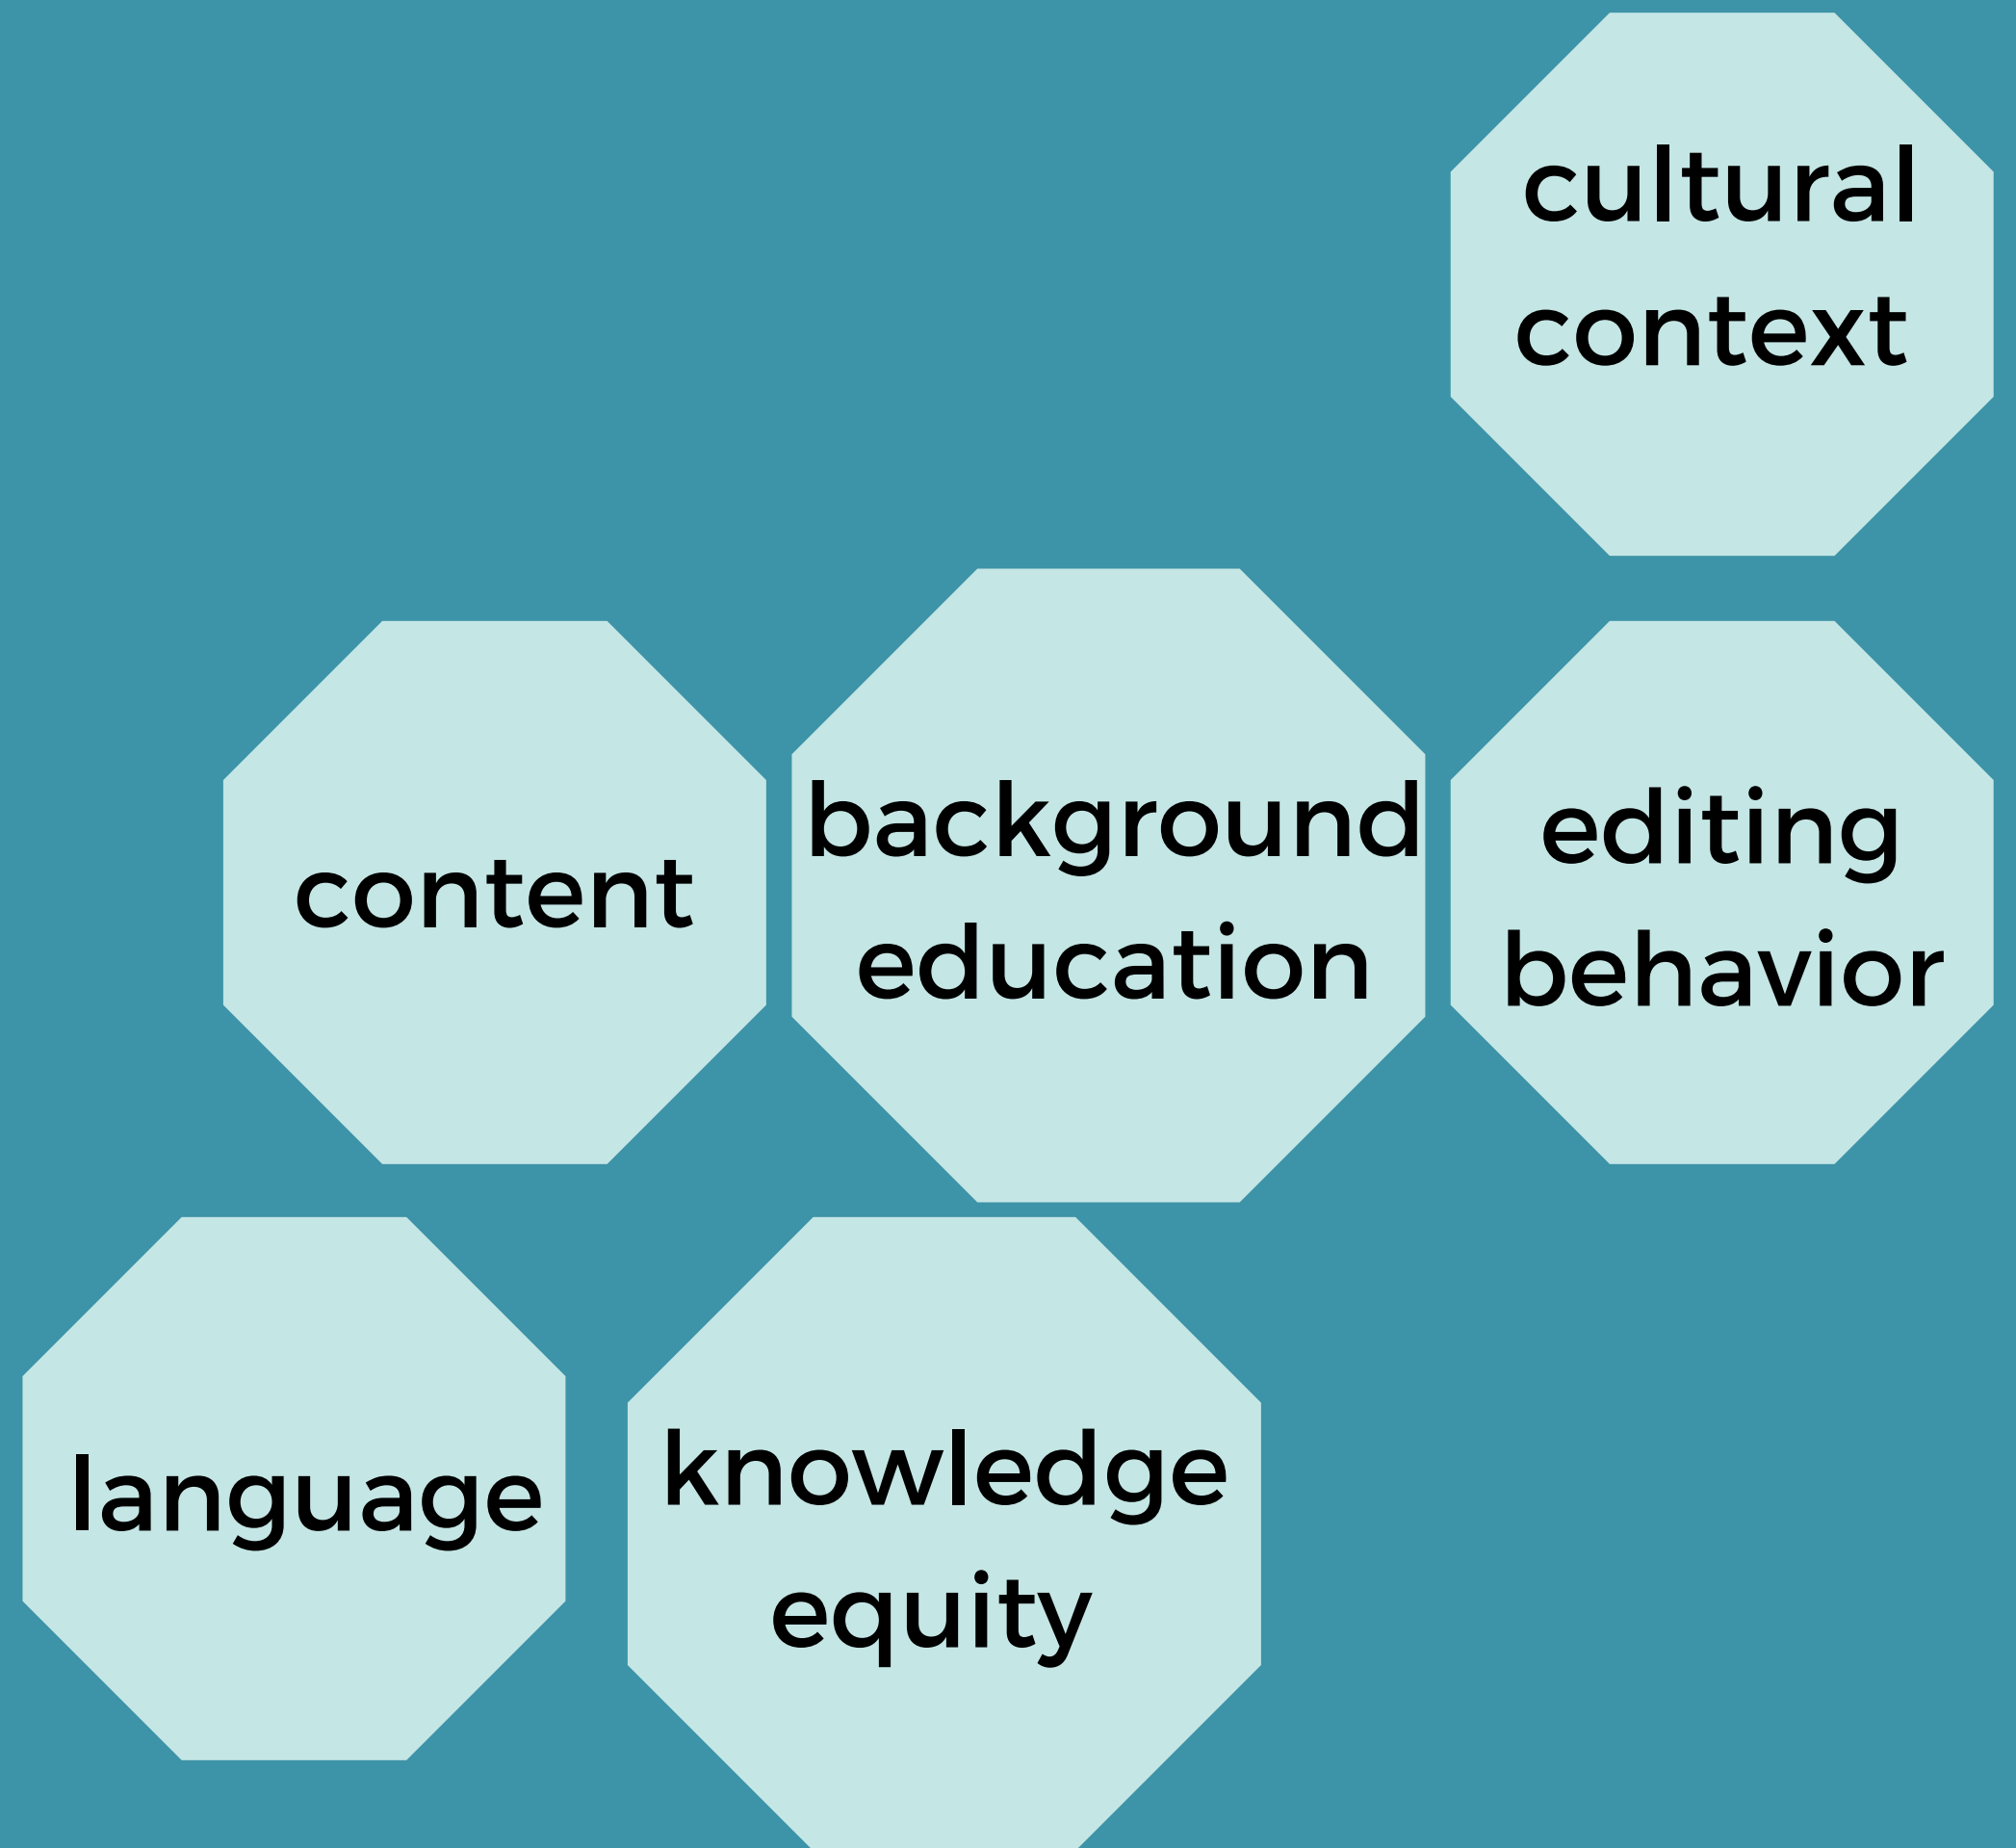 cultural
context
content
background
education
editing
behavior
language
knowledge
equity